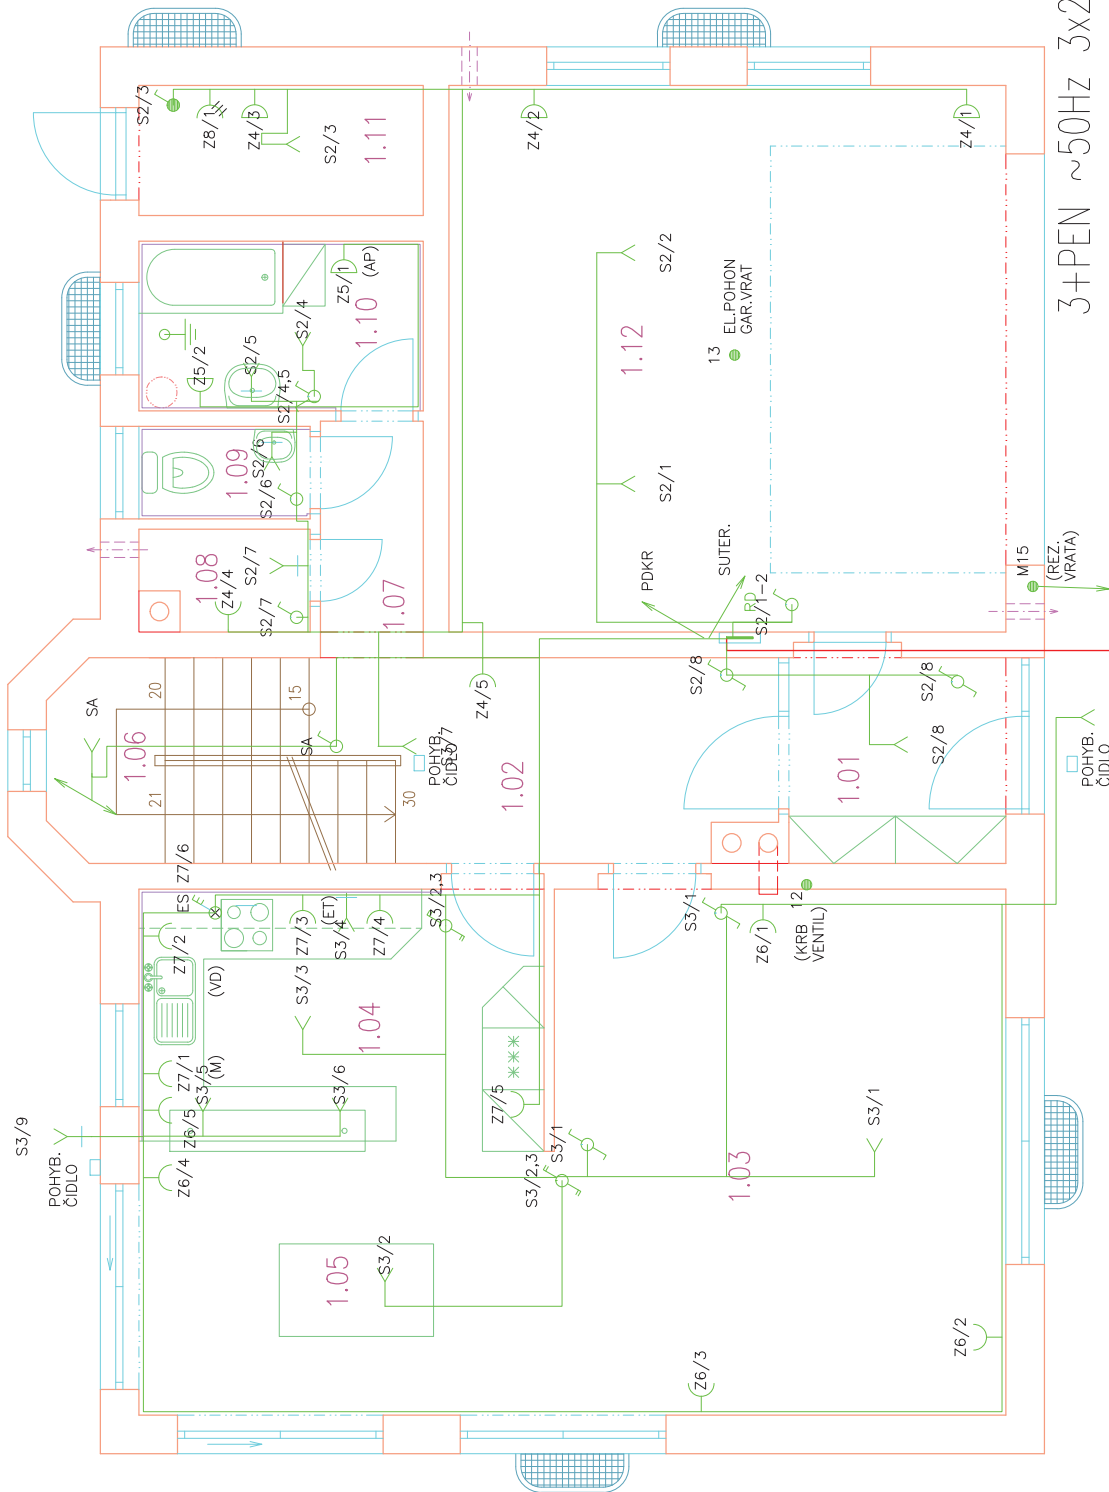 S2/3
Z8/1
Z4/3
S2/3
1.11
Z4/2
Z4/1
3+PEN ~50Hz 3x2
Z5/1
(AP)
S2/4
1.10
S2/5
Z5/2
S2/4,5
S2/2
1.12
EL.POHON
GAR.VRAT
13
S2/6
1.09
S2/6
S2/1
PDKR
SUTER.
S2/7
1.08
Z4/4
S2/7
1.07
RD
S2/1-2
M15
(REZ.
VRATA)
SA
20
15
1.06
SA
21
30
POHYB.
ČIDLO
S3/7
Z4/5
1.02
S2/8
S2/8
S2/8
1.01
POHYB.
ČIDLO
ES
Z7/6
Z7/2
(VD)
Z7/3
(ET)
S3/4
Z7/4
S3/2,3
S3/3
1.04
S3/1
Z6/1
12
(KRB
VENTIL)
Z7/1
S3/5
(M)
Z6/5
S3/6
Z7/5
S3/9
POHYB.
ČIDLO
Z6/4
S3/1
S3/2,3
S3/1
1.03
S3/2
1.05
Z6/3
Z6/2